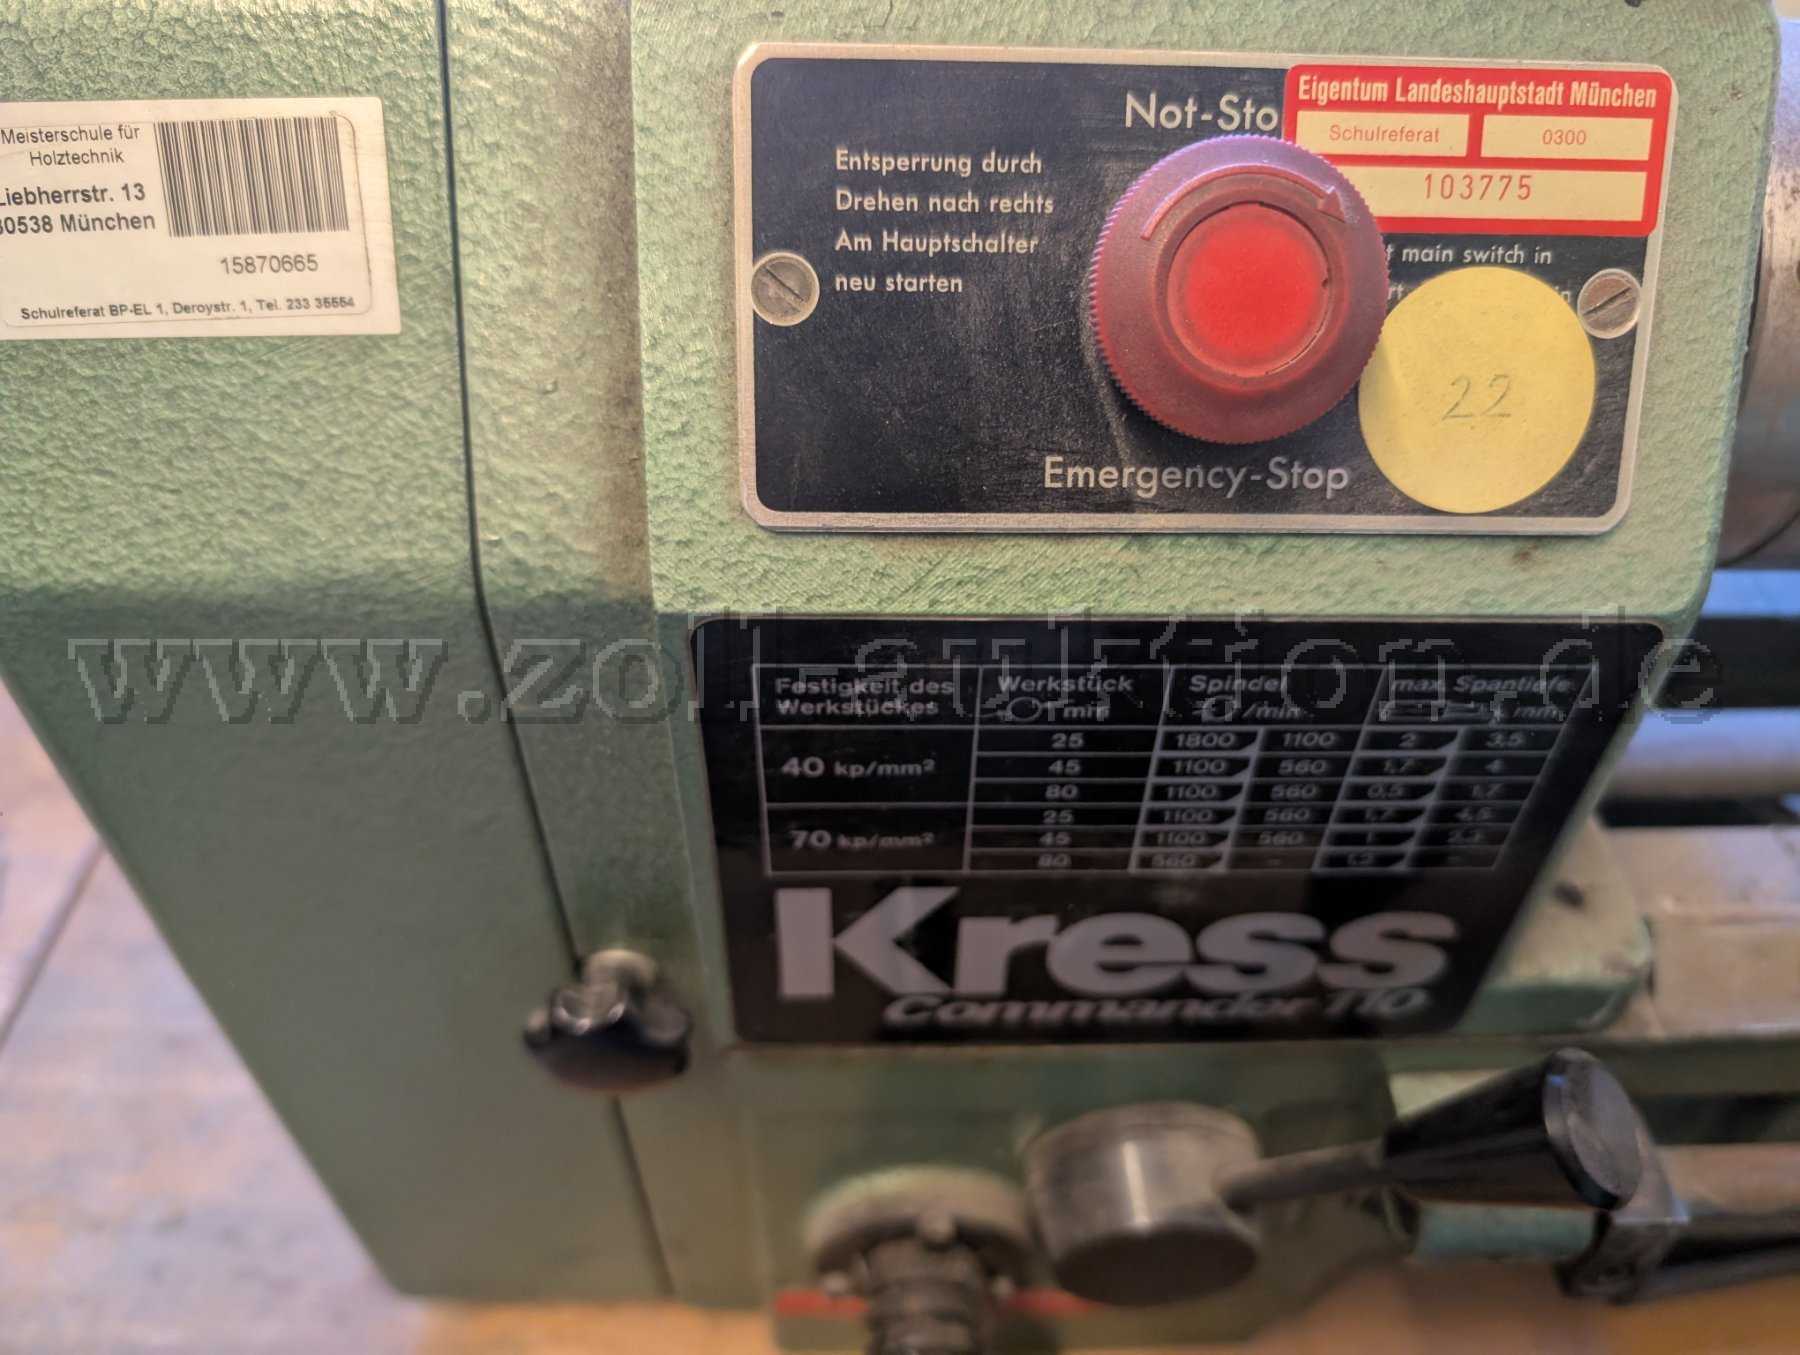 Meisterschule für
Holztechnik
Liebherrstr. 13
80538 München
15870665
Schulreferat BP-EL 1, Deroystr. 1, Tel. 233 35554
Not-Sto
Eigentum Landeshauptstadt München
Schulreferat 0300
103775
Entsperrung durch
Drehen nach rechts
Am Hauptschalter
neu starten
main switch in
22
Emergency-Stop
www.zoll-auktion.de
Festigkeit des Werkstückes
Werkstück mm
Spindel /min.
max Spantiefe mm
40 kp/mm²
25 1800 1100 2 3,5
45 1100 560 1,7 4
80 1100 560 0,5 1,7
70 kp/mm²
25 1100 560 1,7 4,5
45 1100 560 1
80 560 -
Kress
Commandor 110